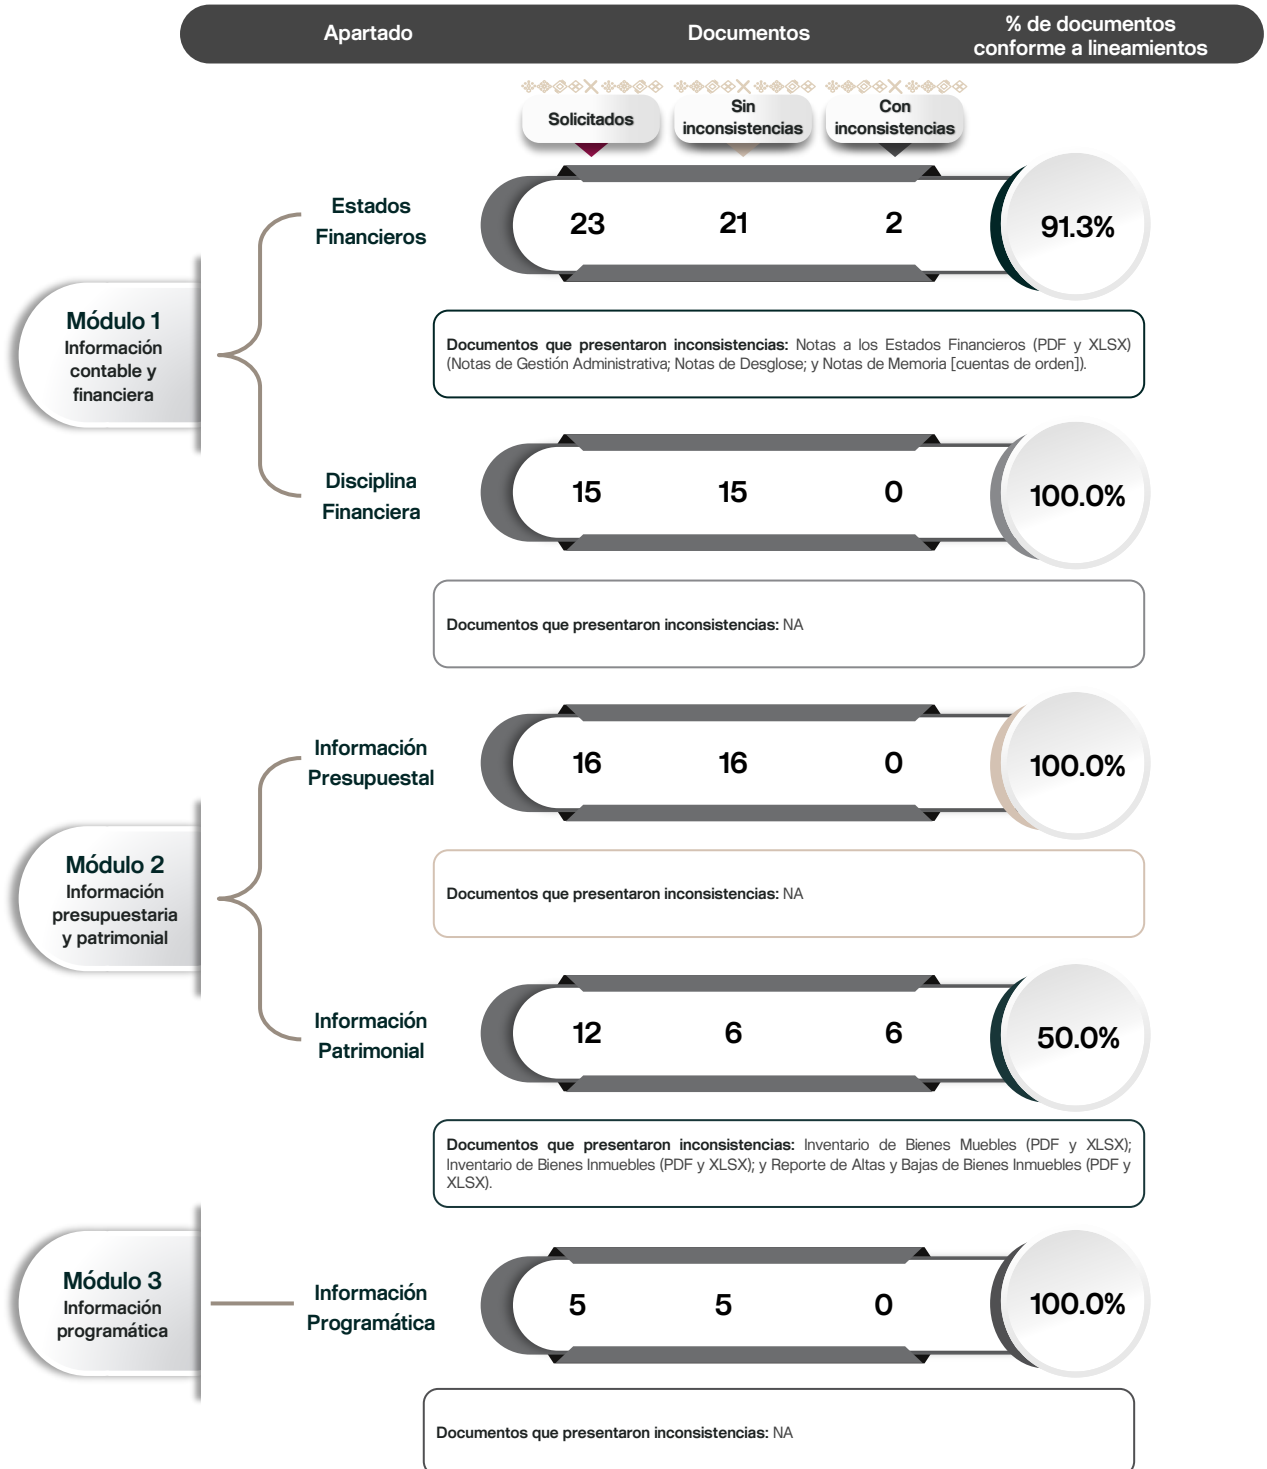 Apartado
Documentos
% de documentos
conforme a lineamientos
Solicitados
Sin
inconsistencias
Con
inconsistencias
Módulo 1
Información
contable y
financiera
Estados
Financieros
23
21
2
91.3%
Documentos que presentaron inconsistencias: Notas a los Estados Financieros (PDF y XLSX)
(Notas de Gestión Administrativa; Notas de Desglose; y Notas de Memoria [cuentas de orden]).
Disciplina
Financiera
15
15
0
100.0%
Documentos que presentaron inconsistencias: NA
Módulo 2
Información
presupuestaria
y patrimonial
Información
Presupuestal
16
16
0
100.0%
Documentos que presentaron inconsistencias: NA
Información
Patrimonial
12
6
6
50.0%
Documentos que presentaron inconsistencias: Inventario de Bienes Muebles (PDF y XLSX);
Inventario de Bienes Inmuebles (PDF y XLSX); y Reporte de Altas y Bajas de Bienes Inmuebles (PDF y
XLSX).
Módulo 3
Información
programática
Información
Programática
5
5
0
100.0%
Documentos que presentaron inconsistencias: NA